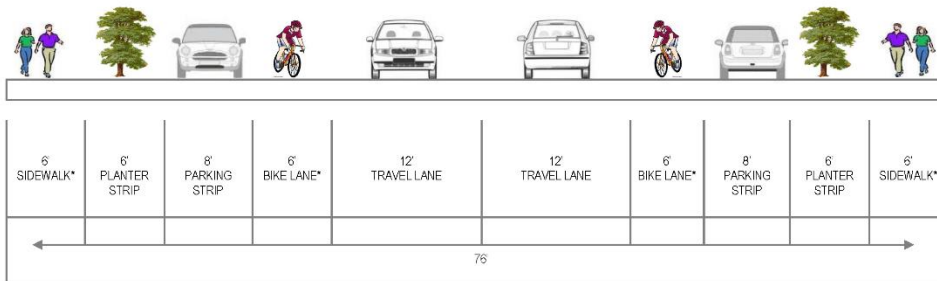 6'
SIDEWALK*
6'
PLANTER
STRIP
8'
PARKING
STRIP
6'
BIKE LANE*
12'
TRAVEL LANE
12'
TRAVEL LANE
6'
BIKE LANE*
8'
PARKING
STRIP
6'
PLANTER
STRIP
6'
SIDEWALK*
76